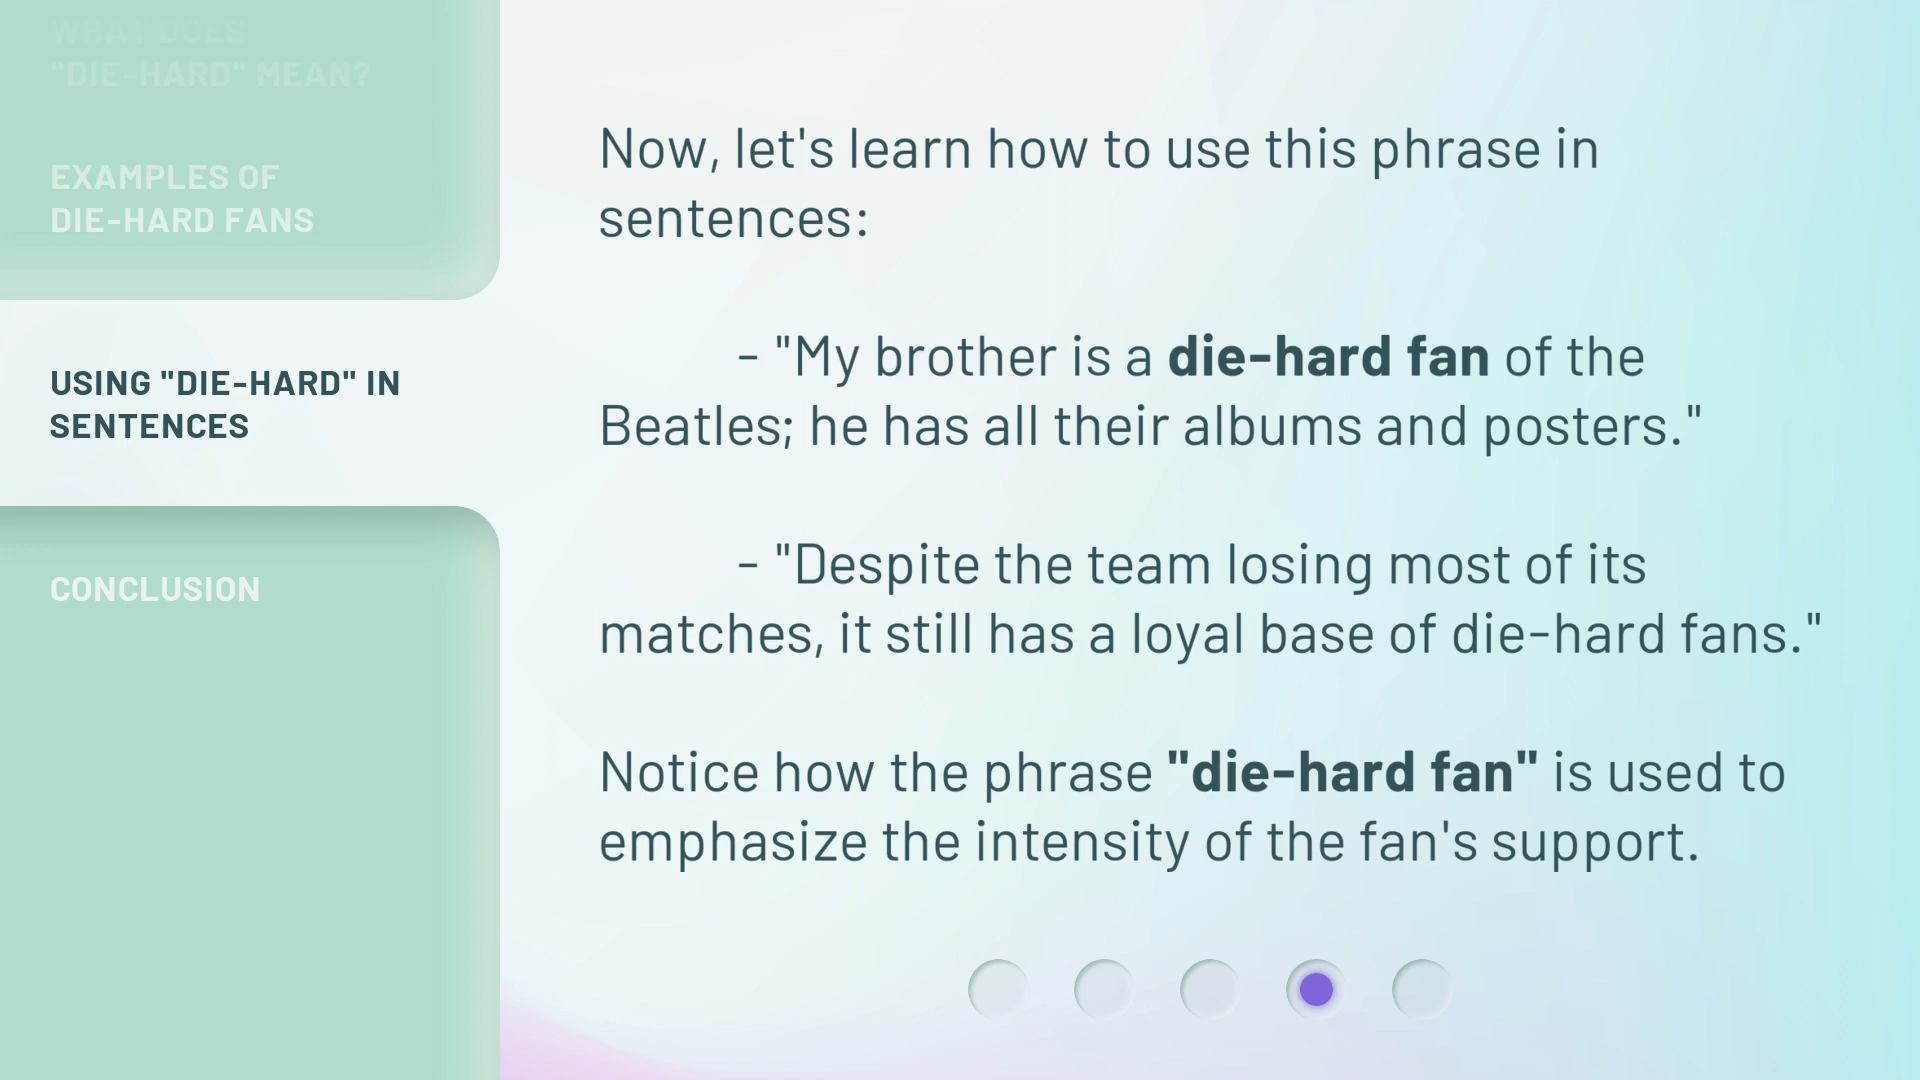 WHAT DOES
"DIE-HARD" MEAN?
EXAMPLES OF
DIE-HARD FANS
USING "DIE-HARD" IN
SENTENCES
CONCLUSION
Now, let's learn how to use this phrase in
sentences:
- "My brother is a die-hard fan of the
Beatles; he has all their albums and posters."
- "Despite the team losing most of its
matches, it still has a loyal base of die-hard fans."
Notice how the phrase "die-hard fan" is used to
emphasize the intensity of the fan's support.